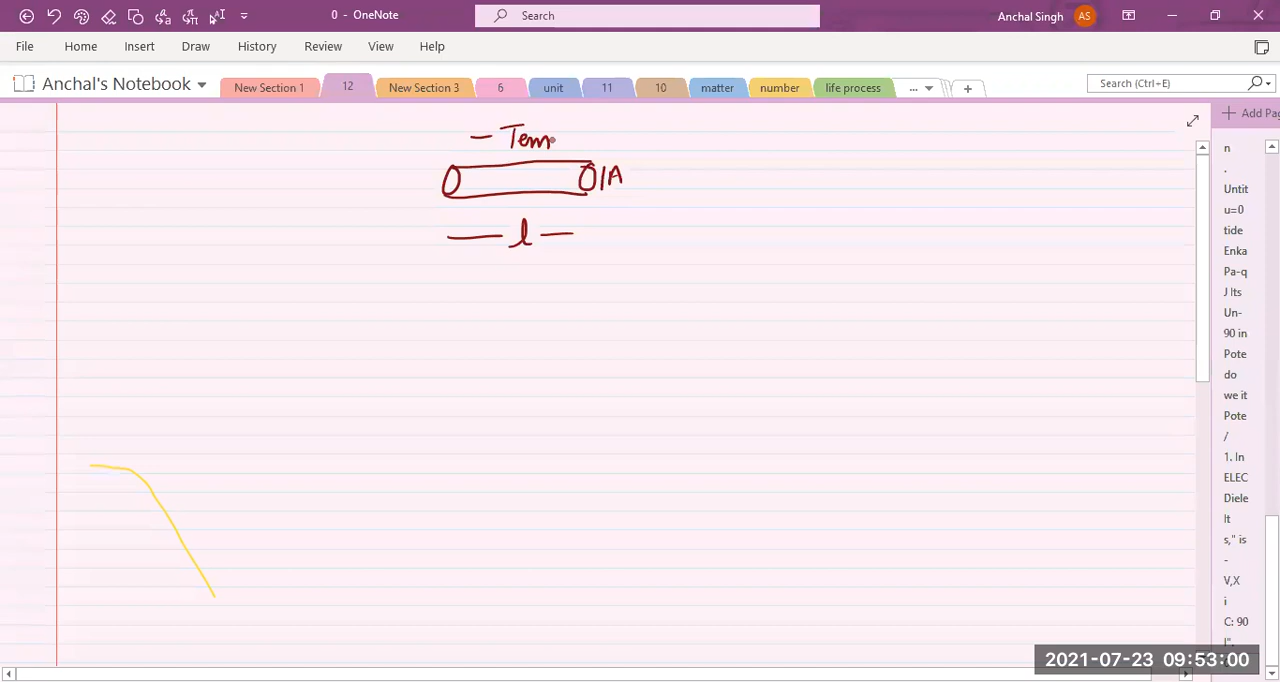 0 - OneNote
Search
Anchal Singh
AS
File Home Insert Draw History Review View Help
Anchal's Notebook
New Section 1
12
New Section 3
6
unit
11
10
matter
number
life process
...
Search (Ctrl+E)
Add Pag
- Tem
A
l
n
.
Untit
u=0
tide
Enka
Pa-q
J Its
Un-
90 in
Pote
do
we it
Pote
/
1. In
ELEC
Diele
It
s," is
-
V,X
i
C: 90
l",
2021-07-23 09:53:00